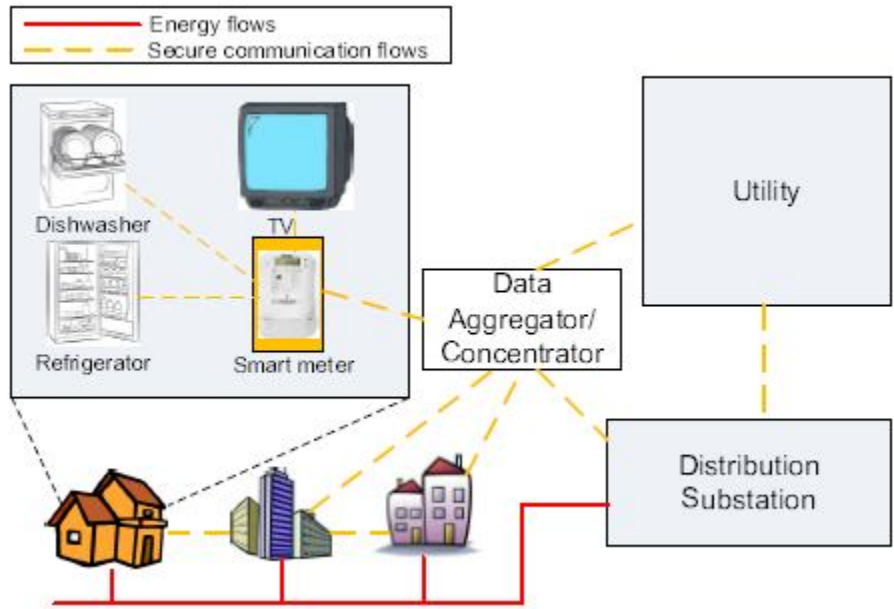 Energy flows
Secure communication flows
Dishwasher
TV
Refrigerator
Smart meter
Data
Aggregator/
Concentrator
Utility
Distribution
Substation